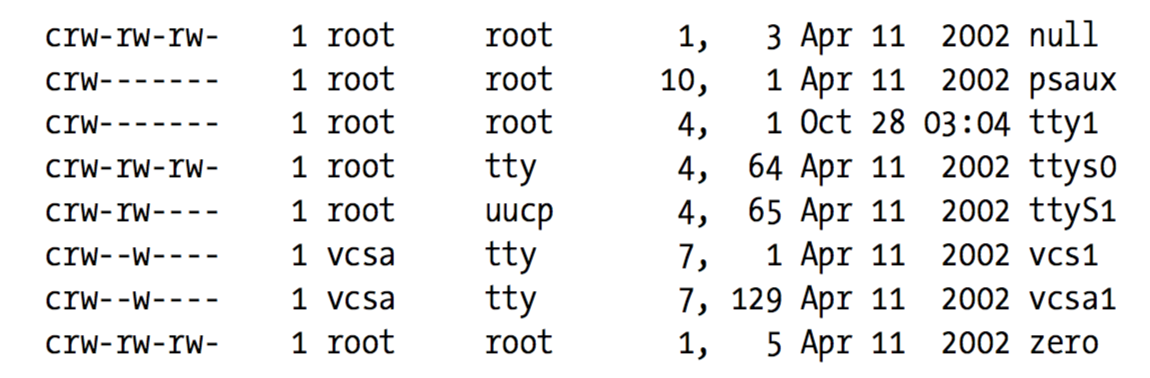 crw-rw-rw- 1 root root 1, 3 Apr 11 2002 null
crw------- 1 root root 10, 1 Apr 11 2002 psaux
crw------- 1 root root 4, 1 Oct 28 03:04 tty1
crw-rw-rw- 1 root tty 4, 64 Apr 11 2002 ttys0
crw-rw---- 1 root uucp 4, 65 Apr 11 2002 ttyS1
crw--w---- 1 vcsa tty 7, 1 Apr 11 2002 vcs1
crw--w---- 1 vcsa tty 7, 129 Apr 11 2002 vcsa1
crw-rw-rw- 1 root root 1, 5 Apr 11 2002 zero